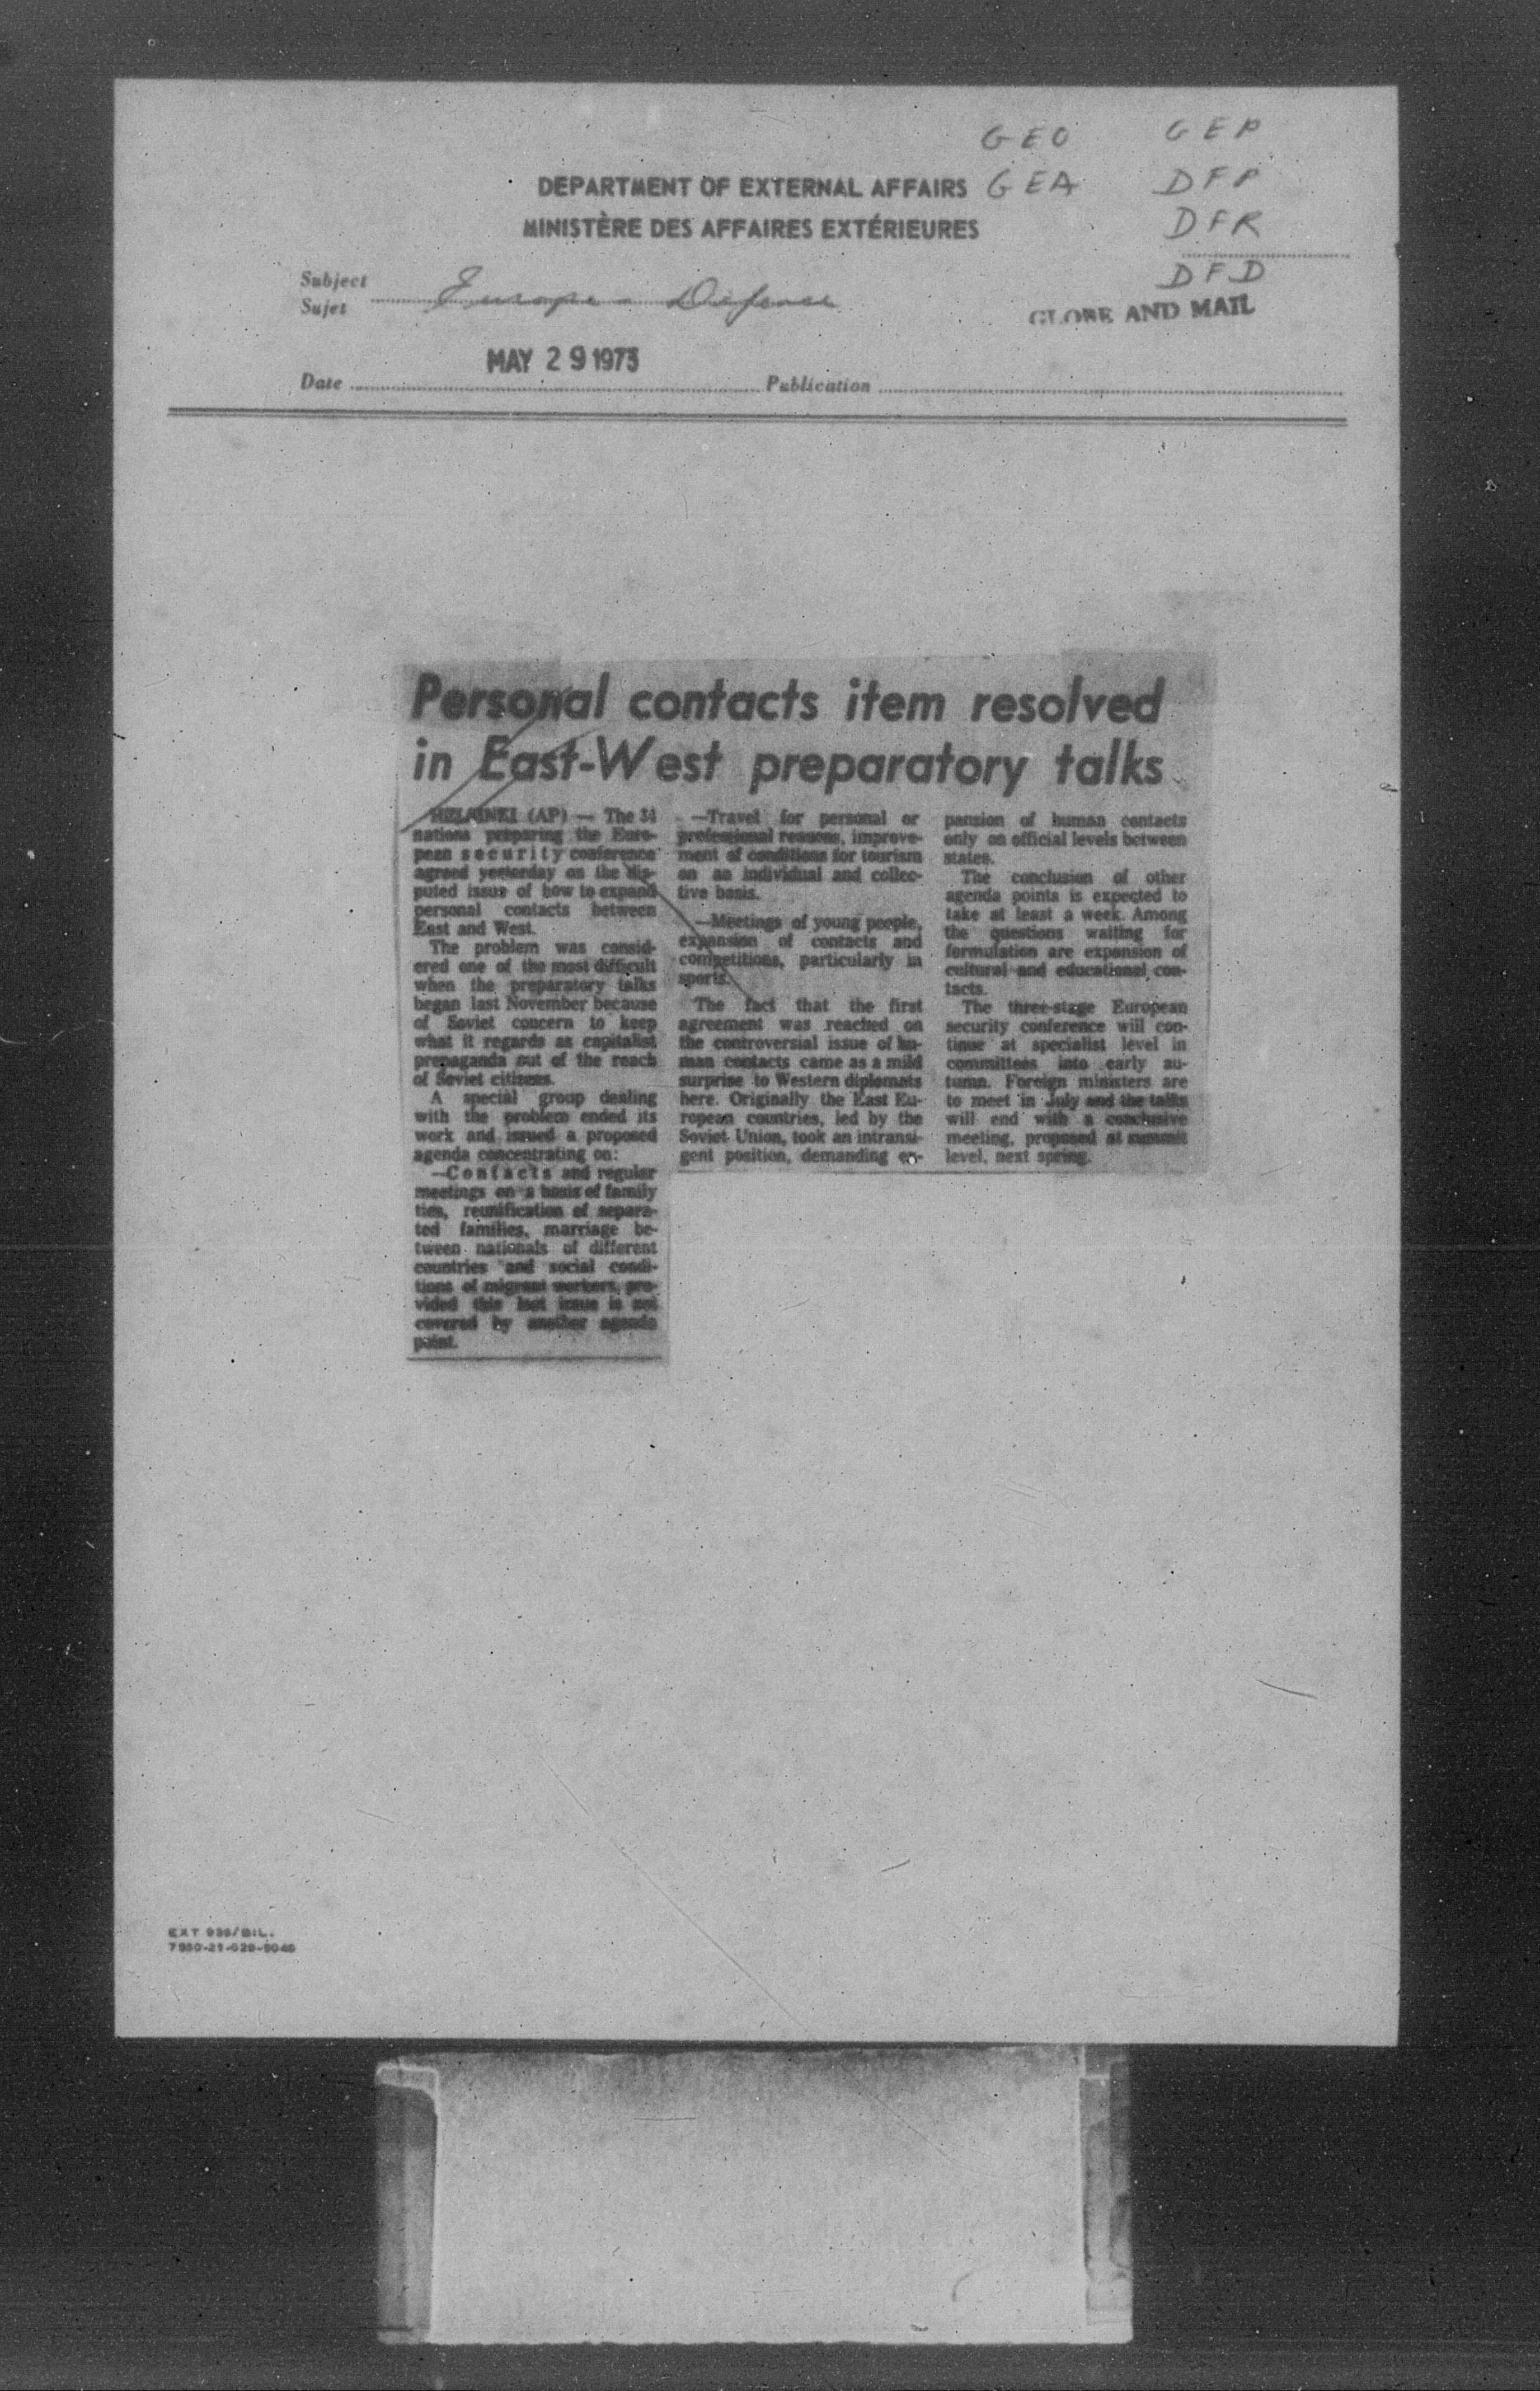 GEO GEP
DEPARTMENT OF EXTERNAL AFFAIRS GEA DFP
MINISTÈRE DES AFFAIRES EXTÉRIEURES DFR
Subject
Sujet Europe - Defence
DFD
GLOBE AND MAIL
MAY 29 1973
Date Publication
Personal contacts item resolved
in East-West preparatory talks
HELSINKI (AP) — The 34
nations preparing the Euro-
pean security conference
agreed yesterday on the dis-
puted issue of how to expand
personal contacts between
East and West.
The problem was consid-
ered one of the most difficult
when the preparatory talks
began last November because
of Soviet concern to keep
what it regards as capitalist
propaganda out of the reach
of Soviet citizens.
A special group dealing
with the problem ended its
work and issued a proposed
agenda concentrating on:
—Contacts and regular
meetings on a basis of family
ties, reunification of separa-
ted families, marriage be-
tween nationals of different
countries and social condi-
tions of migrant workers, pro-
vided this last issue is not
covered by another agenda
point.
—Travel for personal or
professional reasons, improve-
ment of conditions for tourism
on an individual and collec-
tive basis.
—Meetings of young people,
expansion of contacts and
competitions, particularly in
sports.
The fact that the first
agreement was reached on
the controversial issue of hu-
man contacts came as a mild
surprise to Western diplomats
here. Originally the East Eu-
ropean countries, led by the
Soviet Union, took an intransi-
gent position, demanding ex-
pansion of human contacts
only on official levels between
states.
The conclusion of other
agenda points is expected to
take at least a week. Among
the questions waiting for
formulation are expansion of
cultural and educational con-
tacts.
The three-stage European
security conference will con-
tinue at specialist level in
committees into early au-
tumn. Foreign ministers are
to meet in July and the talks
will end with a conclusive
meeting, proposed at summit
level, next spring.
EXT 938/BIL.
7980-21-029-5046